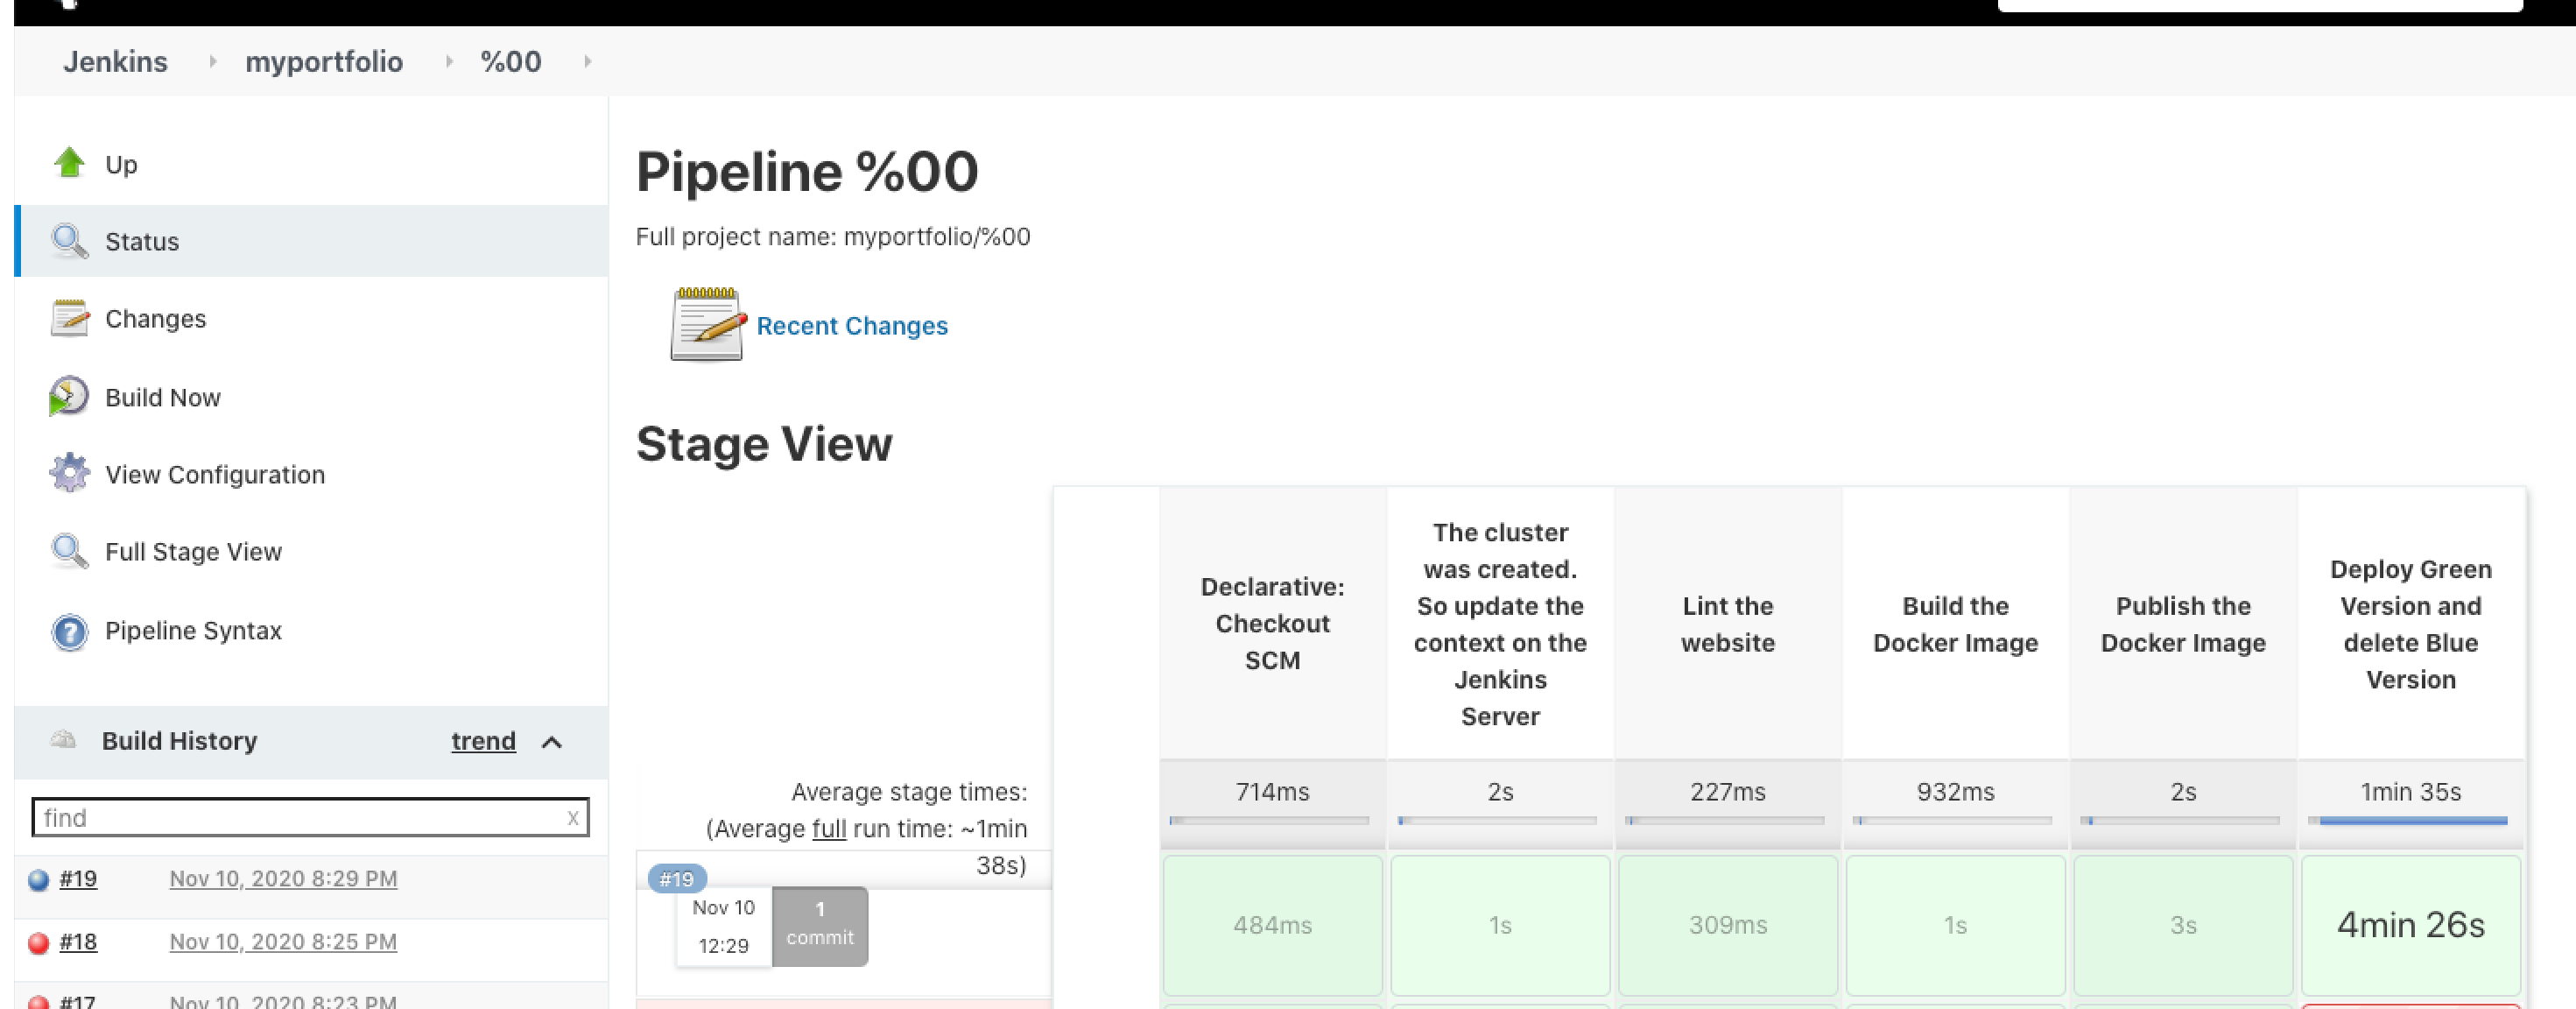 Jenkins myportfolio %00
Up
Status
Changes
Build Now
View Configuration
Full Stage View
Pipeline Syntax
Build History trend
find x
#19 Nov 10, 2020 8:29 PM
#18 Nov 10, 2020 8:25 PM
#17 Nov 10, 2020 8:23 PM
Pipeline %00
Full project name: myportfolio/%00
Recent Changes
Stage View
Declarative:
Checkout
SCM
The cluster
was created.
So update the
context on the
Jenkins
Server
Lint the
website
Build the
Docker Image
Publish the
Docker Image
Deploy Green
Version and
delete Blue
Version
Average stage times:
(Average full run time: ~1min
38s)
714ms 2s 227ms 932ms 2s 1min 35s
#19
Nov 10
12:29
1
commit
484ms 1s 309ms 1s 3s 4min 26s